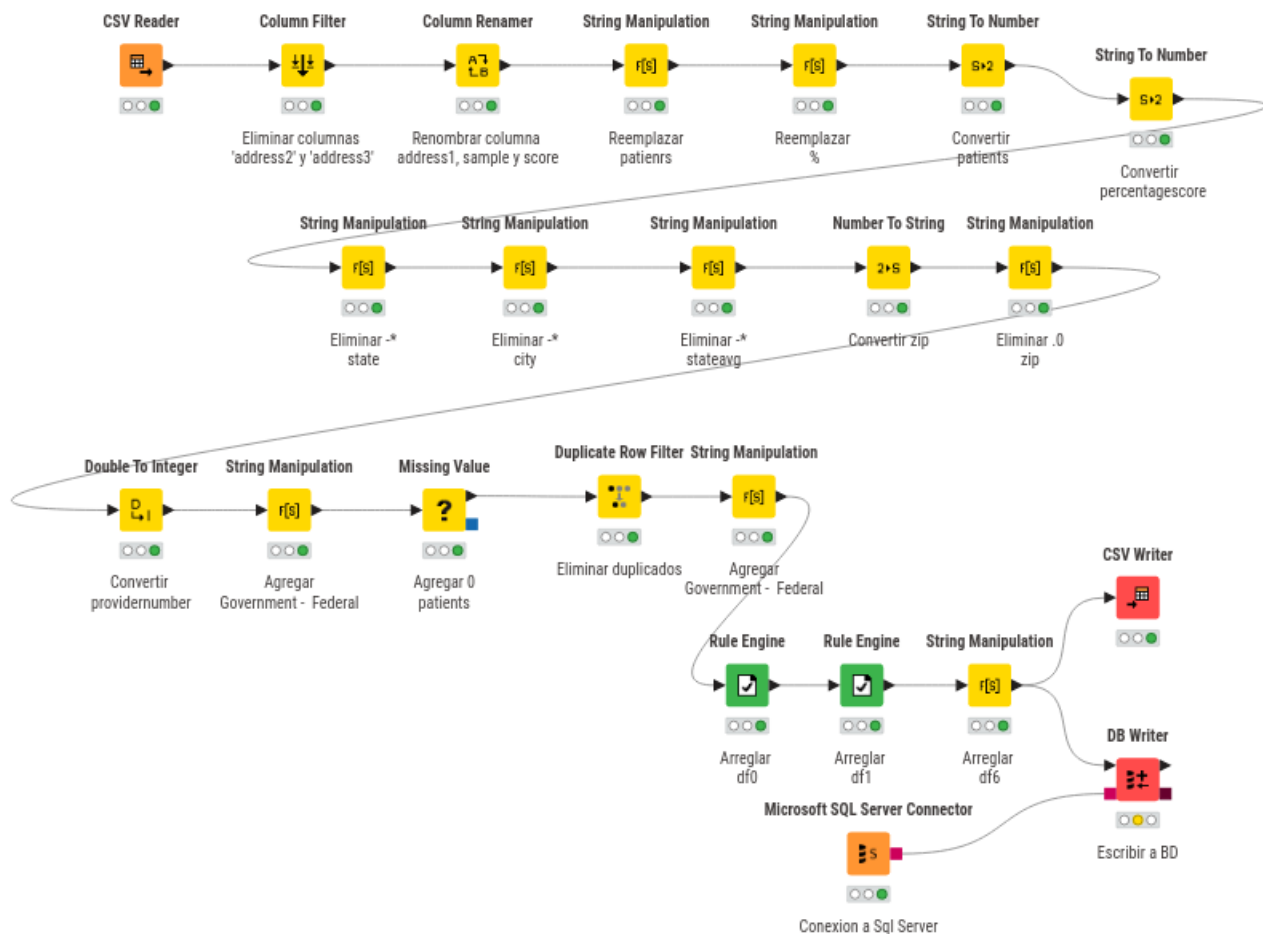 CSV Reader
Column Filter
Column Renamer
String Manipulation
String Manipulation
String To Number
String To Number
F[S]
F[S]
S▸2
S▸2
Eliminar columnas
'address2' y 'address3'
Renombrar columna
address1, sample y score
Reemplazar
patienrs
Reemplazar
%
Convertir
patients
Convertir
percentagescore
String Manipulation
String Manipulation
String Manipulation
Number To String
String Manipulation
F[S]
F[S]
F[S]
2▸S
F[S]
Eliminar -*
state
Eliminar -*
city
Eliminar -*
stateavg
Convertir zip
Eliminar .0
zip
Double To Integer
String Manipulation
Missing Value
Duplicate Row Filter
String Manipulation
D
I
F[S]
?
F[S]
Convertir
providernumber
Agregar
Government - Federal
Agregar 0
patients
Eliminar duplicados
Agregar
Government - Federal
CSV Writer
Rule Engine
Rule Engine
String Manipulation
F[S]
Arreglar
df0
Arreglar
df1
Arreglar
df6
DB Writer
Escribir a BD
Microsoft SQL Server Connector
S
Conexion a Sql Server